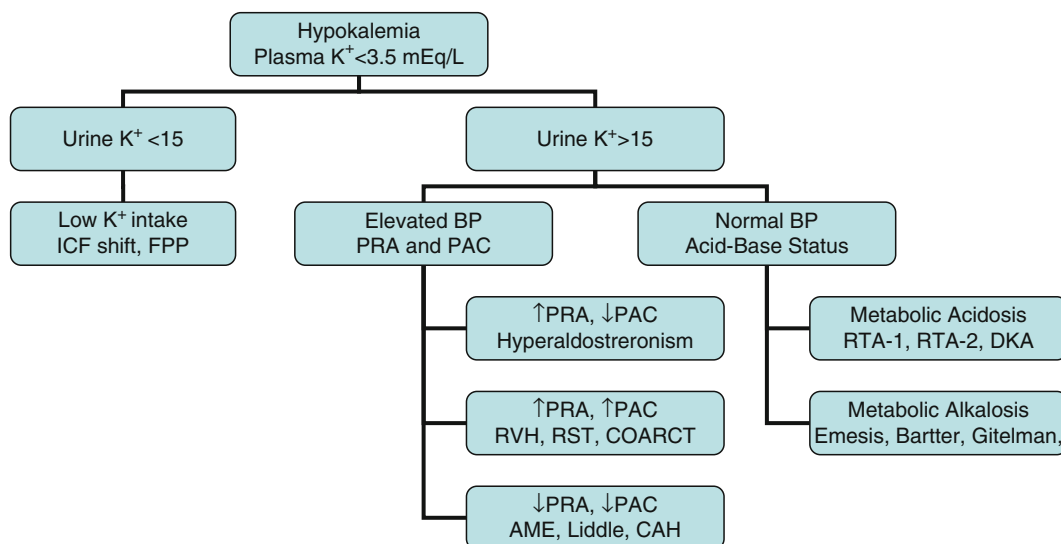 Hypokalemia
Plasma K⁺<3.5 mEq/L
Urine K⁺ <15
Urine K⁺>15
Low K⁺ intake
ICF shift, FPP
Elevated BP
PRA and PAC
Normal BP
Acid-Base Status
↑PRA, ↓PAC
Hyperaldostreronism
Metabolic Acidosis
RTA-1, RTA-2, DKA
↑PRA, ↑PAC
RVH, RST, COARCT
Metabolic Alkalosis
Emesis, Bartter, Gitelman,
↓PRA, ↓PAC
AME, Liddle, CAH